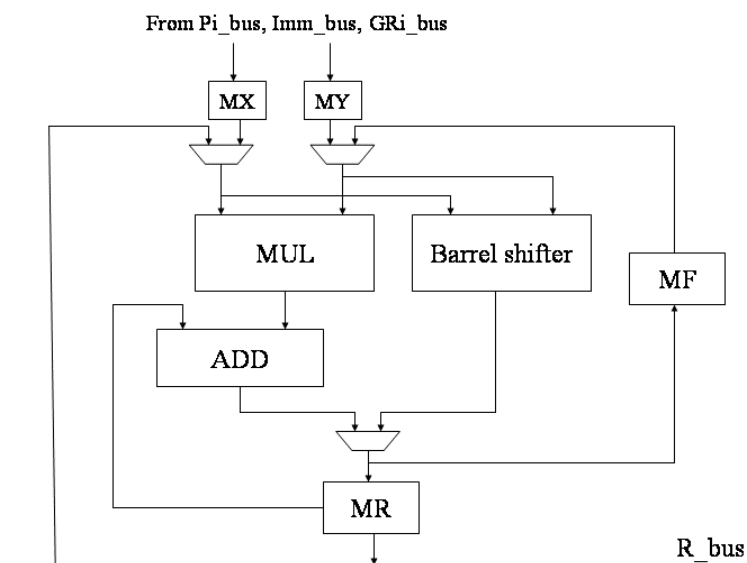 From Pi_bus, Imm_bus, GRi_bus
MX
MY
MUL
Barrel shifter
MF
ADD
MR
R_bus